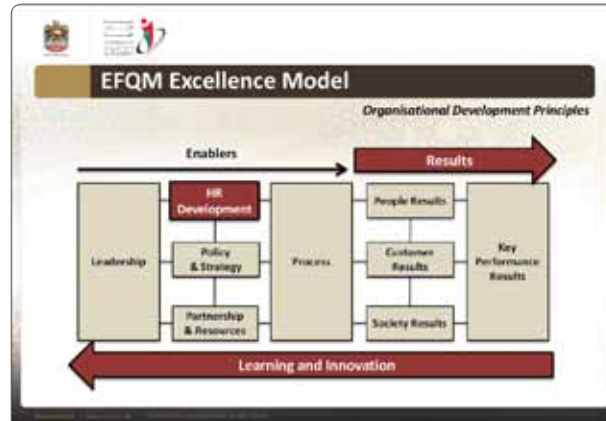 EFQM Excellence Model
Organisational Development Principles
Enablers
Results
HR
Development
People Results
Leadership
Policy
& Strategy
Process
Customer
Results
Key
Performance
Results
Partnership
& Resources
Society Results
Learning and Innovation